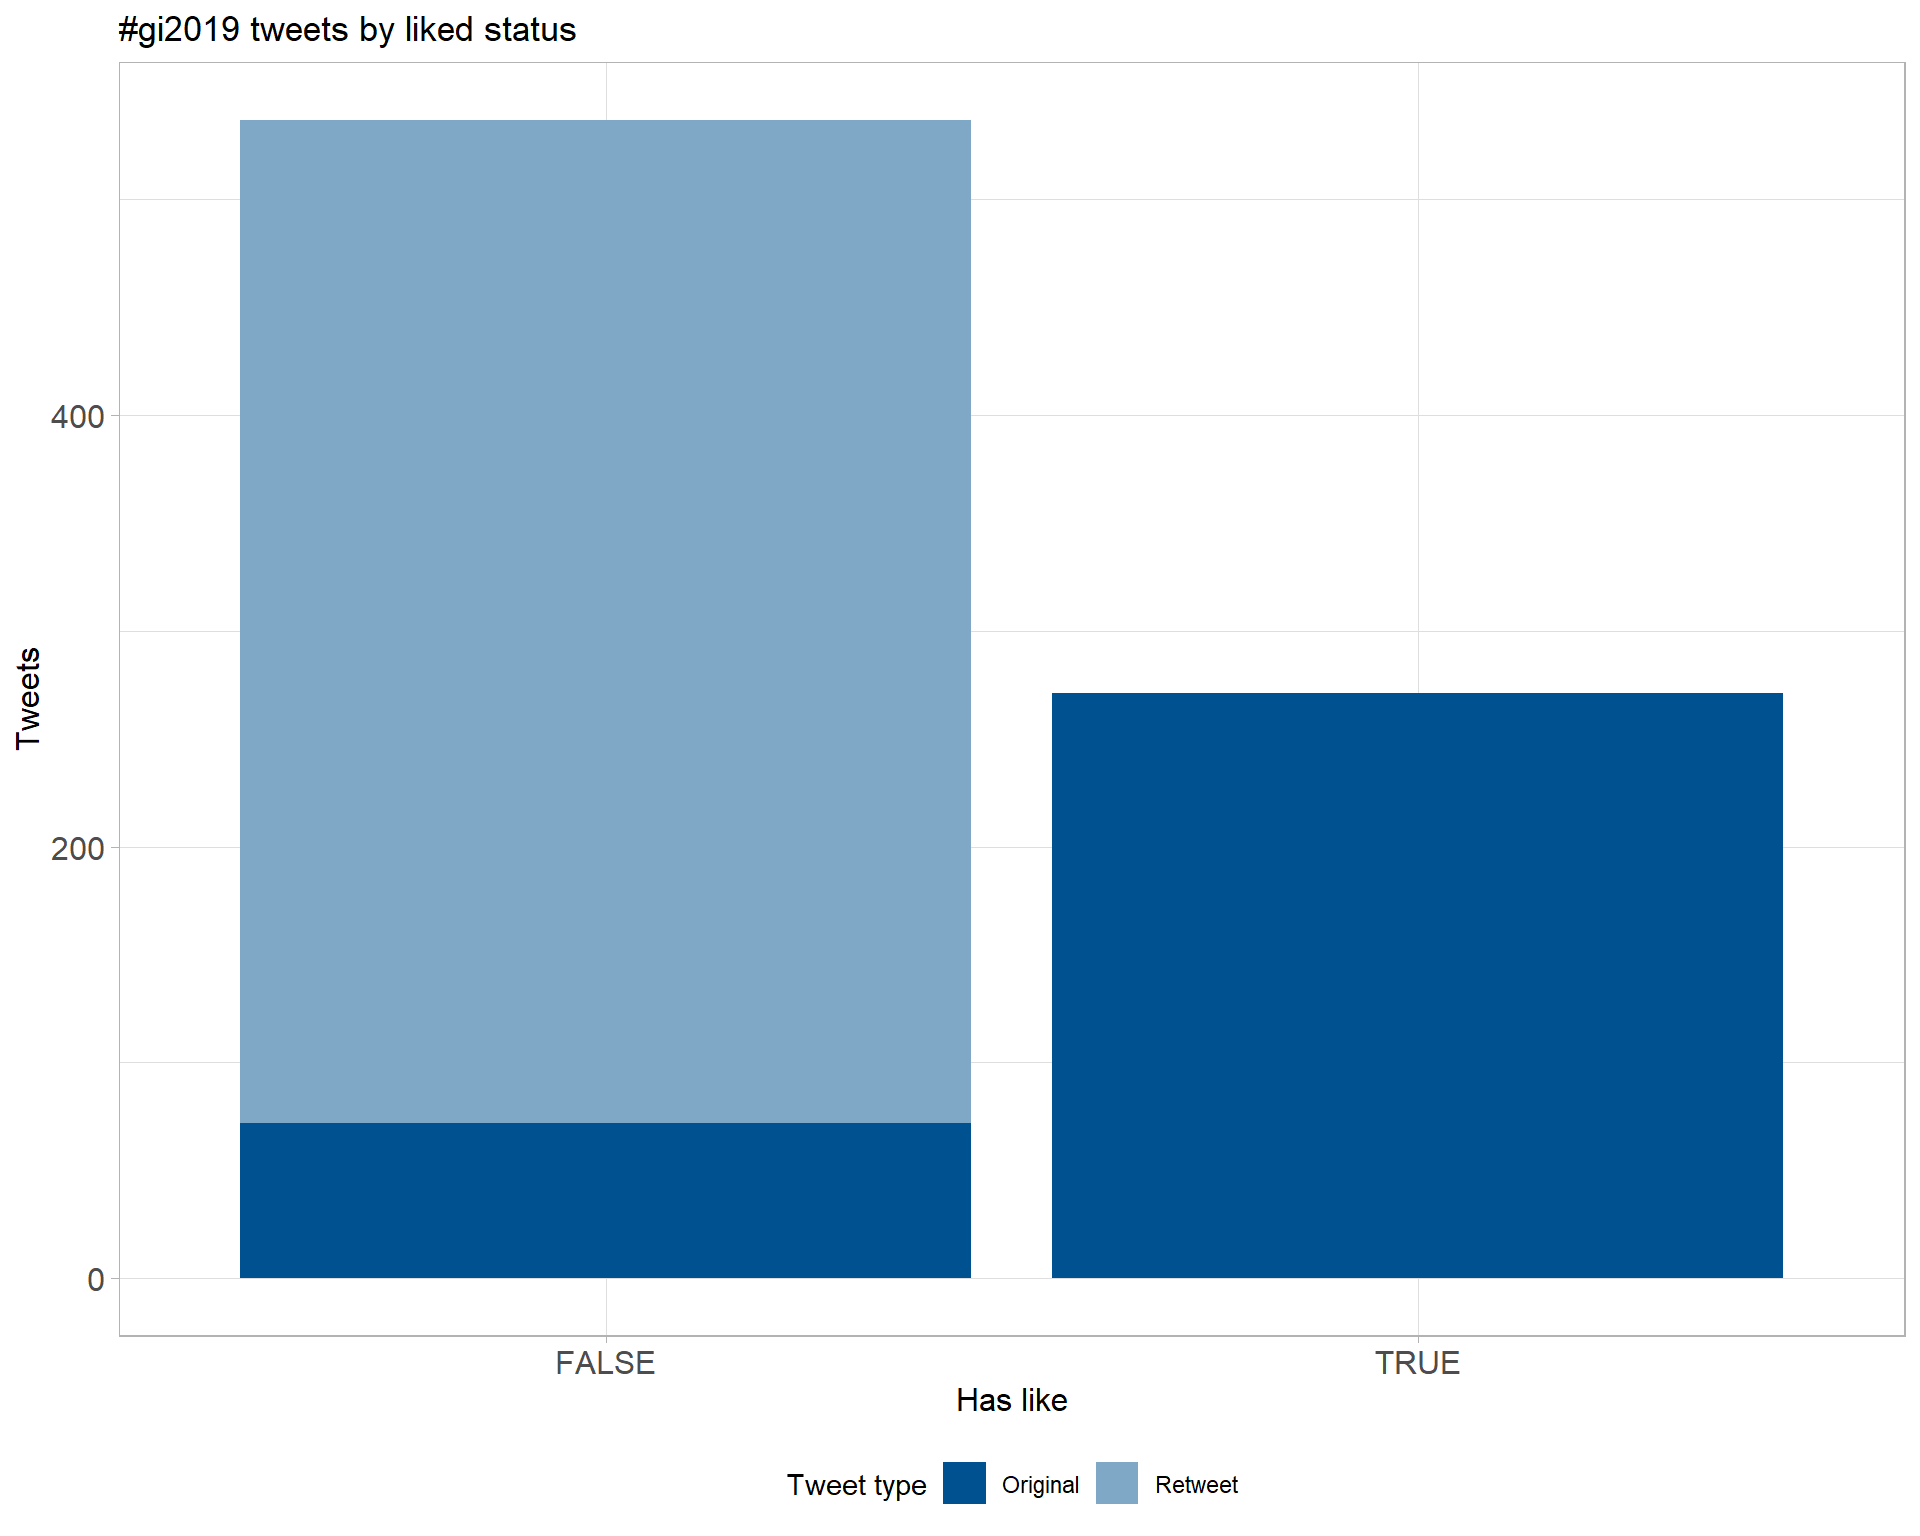 #gi2019 tweets by liked status
Tweets
400
200
0
FALSE TRUE
Has like
Tweet type Original Retweet